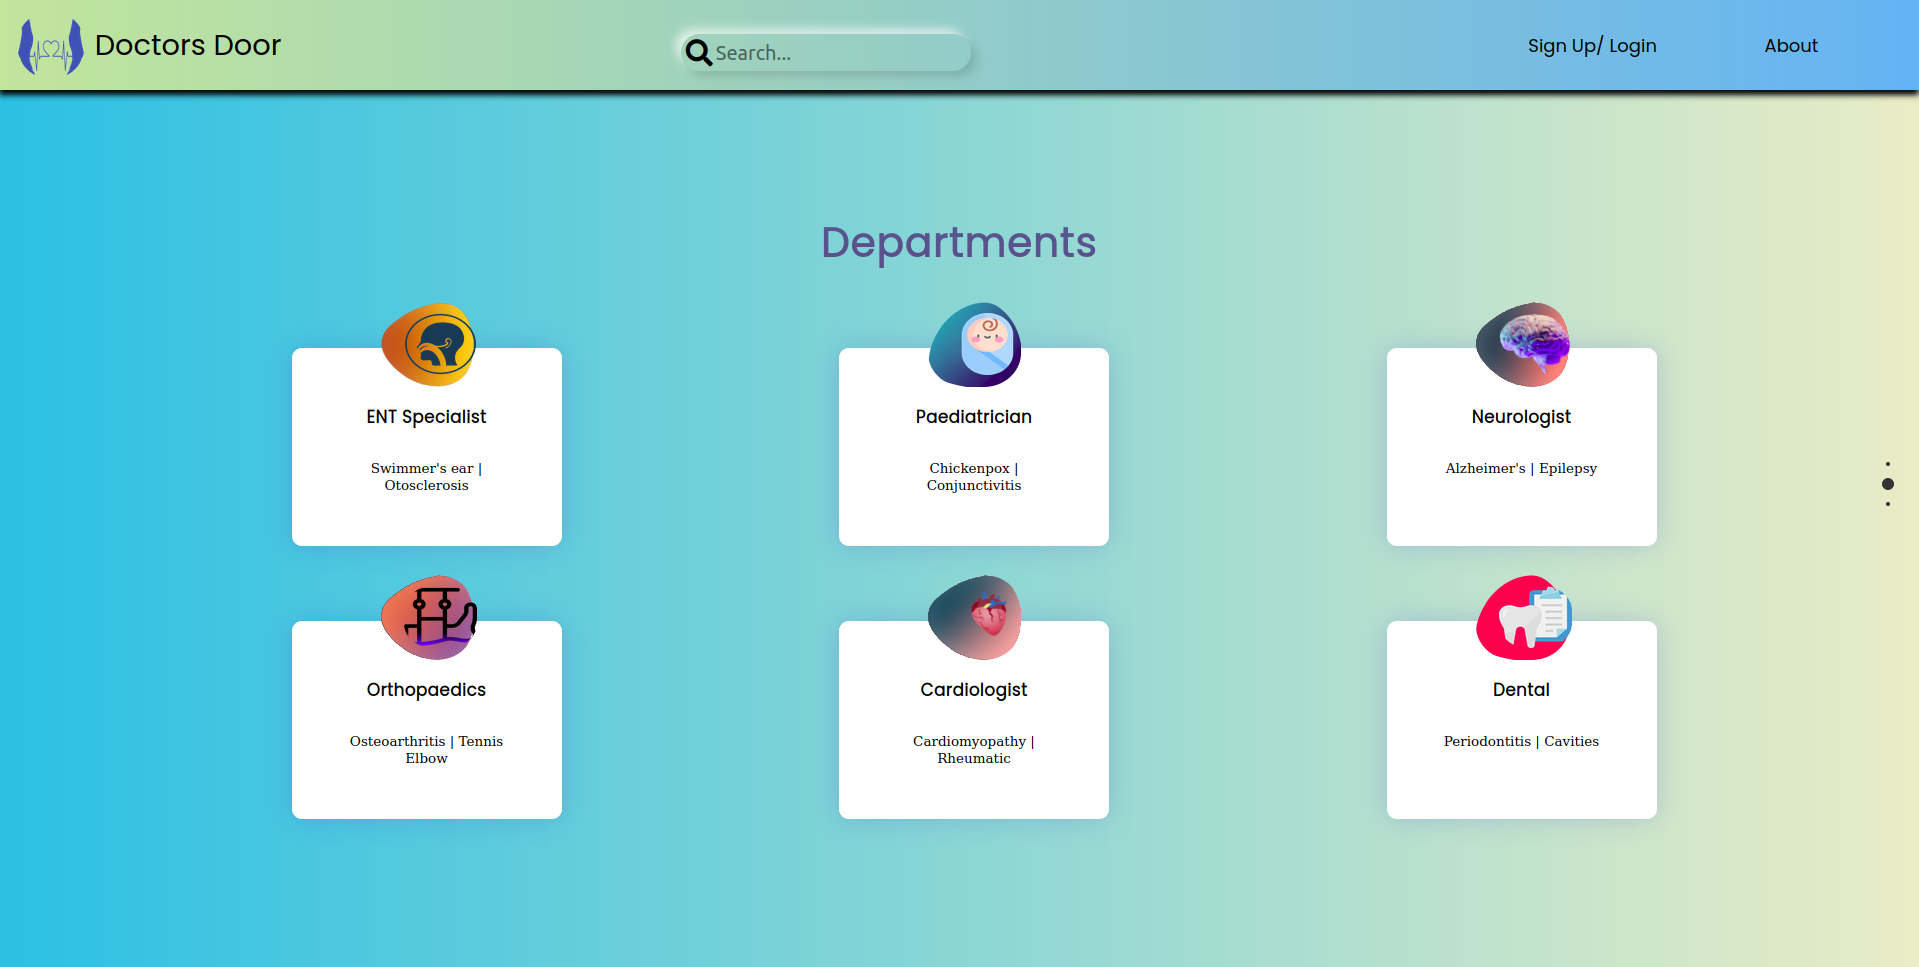 Doctors Door
Search...
Sign Up/ Login
About
Departments
ENT Specialist
Swimmer's ear |
Otosclerosis
Paediatrician
Chickenpox |
Conjunctivitis
Neurologist
Alzheimer's | Epilepsy
Orthopaedics
Osteoarthritis | Tennis
Elbow
Cardiologist
Cardiomyopathy |
Rheumatic
Dental
Periodontitis | Cavities